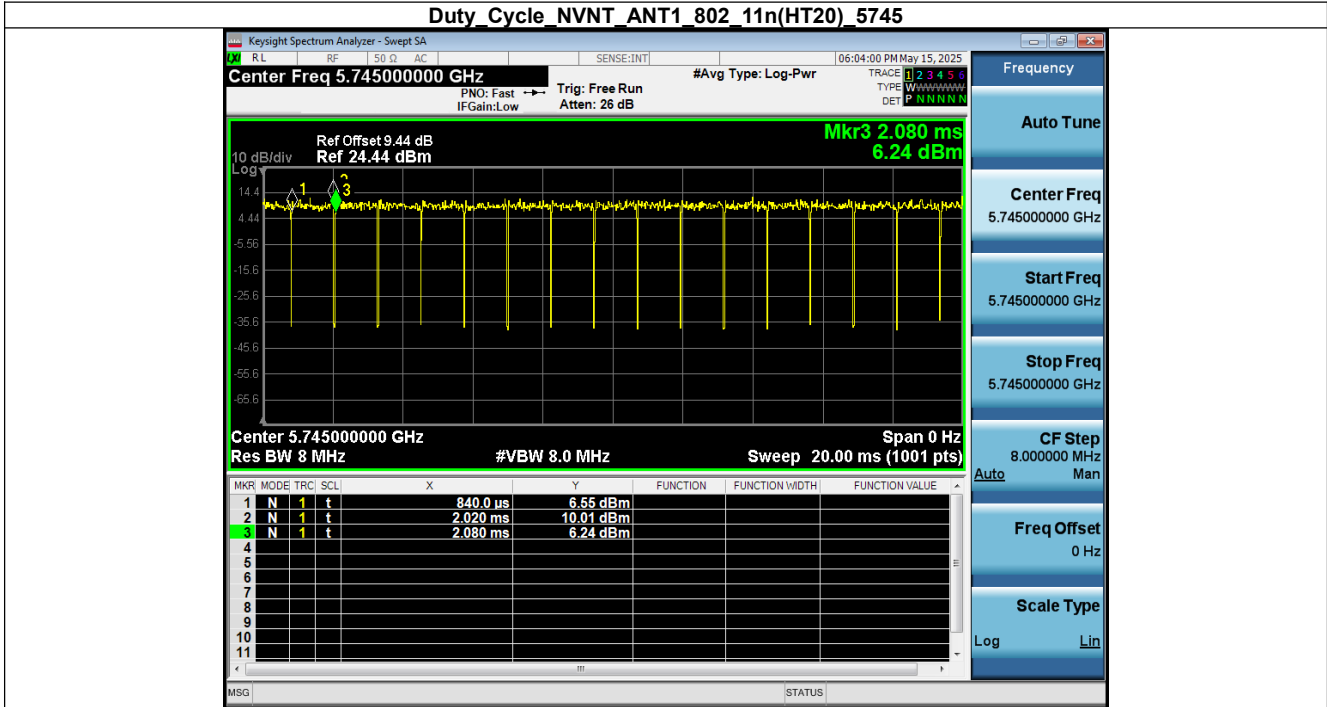 Duty_Cycle_NVNT_ANT1_802_11n(HT20)_5745
Keysight Spectrum Analyzer - Swept SA
LXI RL RF 50 Ω AC SENSE:INT 06:04:00 PM May 15, 2025
Center Freq 5.745000000 GHz
#Avg Type: Log-Pwr
TRACE 1 2 3 4 5 6
PNO: Fast
Trig: Free Run
TYPE WWWWWW
IFGain:Low
Atten: 26 dB
DET P N N N N N
Mkr3 2.080 ms
6.24 dBm
Ref Offset 9.44 dB
10 dB/div Ref 24.44 dBm
Log
1 2 3
14.4
4.44
-5.56
-15.6
-25.6
-35.6
-45.6
-55.6
-65.6
Center 5.745000000 GHz Span 0 Hz
Res BW 8 MHz #VBW 8.0 MHz Sweep 20.00 ms (1001 pts)
MKR MODE TRC SCL X Y FUNCTION FUNCTION WIDTH FUNCTION VALUE
1 N 1 t 840.0 µs 6.55 dBm
2 N 1 t 2.020 ms 10.01 dBm
3 N 1 t 2.080 ms 6.24 dBm
4
5
6
7
8
9
10
11
MSG STATUS
Frequency
Auto Tune
Center Freq
5.745000000 GHz
Start Freq
5.745000000 GHz
Stop Freq
5.745000000 GHz
CF Step
8.000000 MHz
Auto Man
Freq Offset
0 Hz
Scale Type
Log Lin